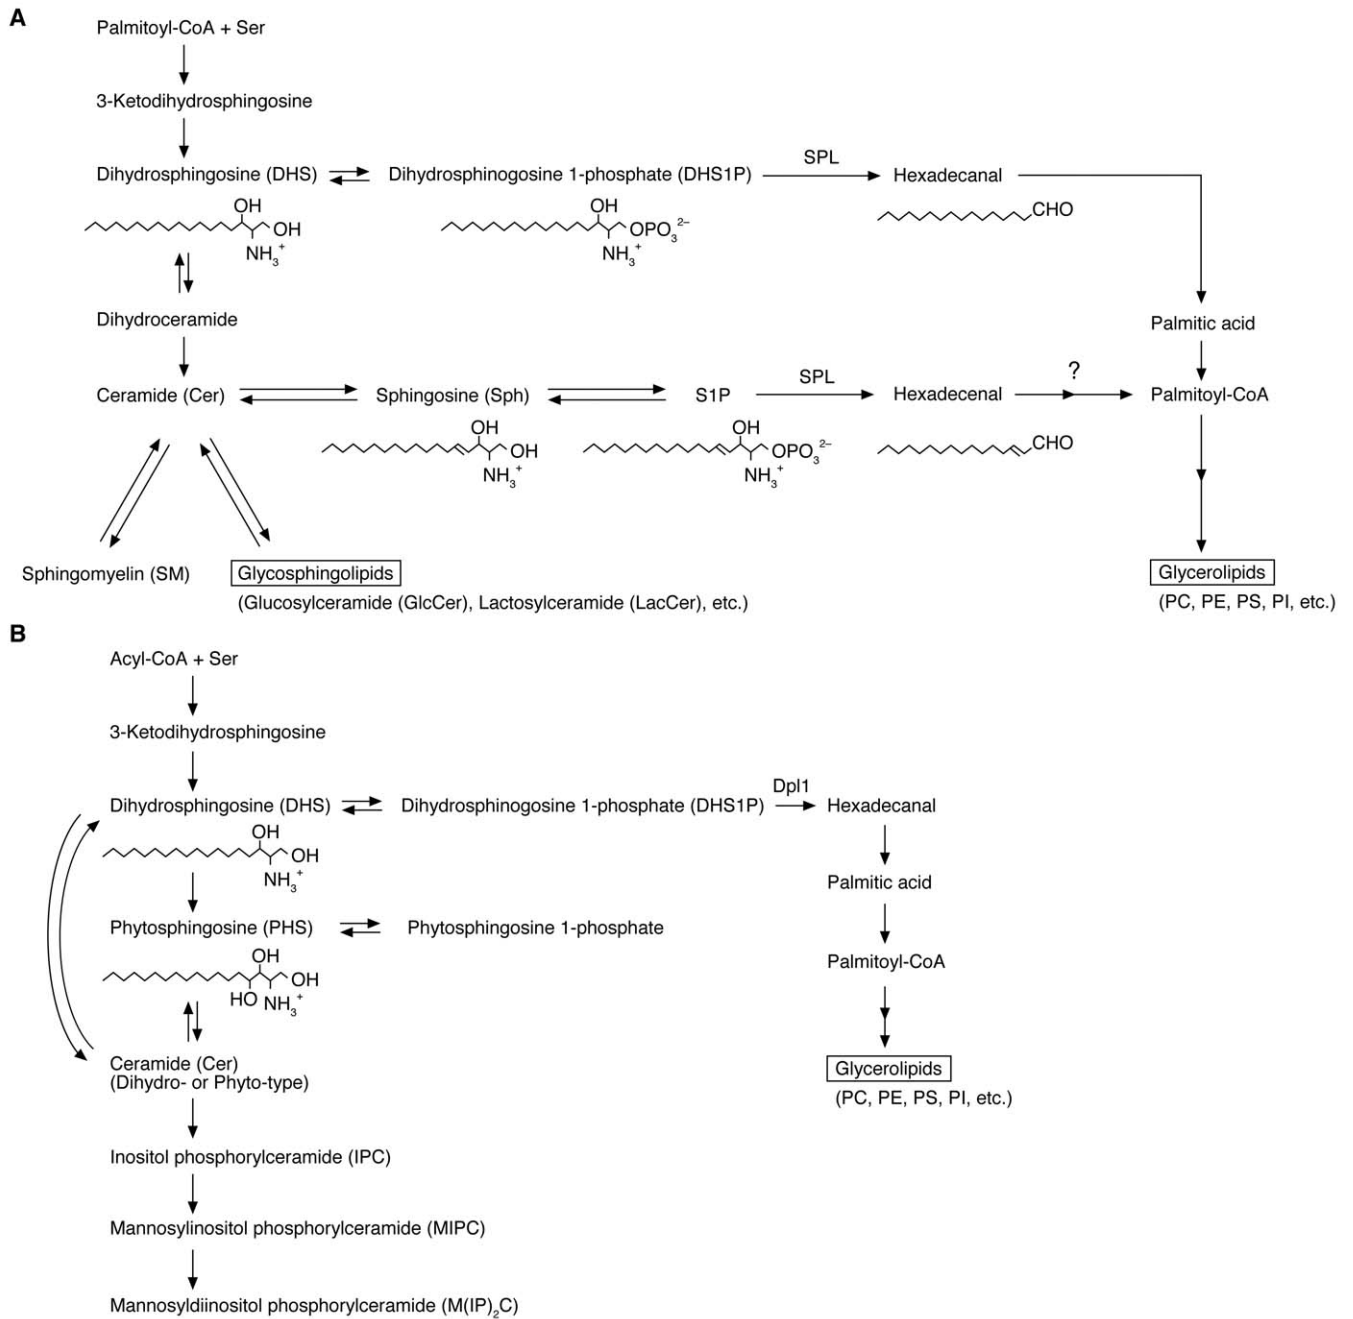 A
Palmitoyl-CoA + Ser
3-Ketodihydrosphingosine
SPL
Dihydrosphingosine (DHS) Dihydrosphinogosine 1-phosphate (DHS1P) Hexadecanal
OH OH CHO
OH OPO3 2–
NH3 + NH3 +
Dihydroceramide Palmitic acid
SPL ?
Ceramide (Cer) Sphingosine (Sph) S1P Hexadecenal Palmitoyl-CoA
OH OH CHO
OH OPO3 2–
NH3 + NH3 +
Sphingomyelin (SM) Glycosphingolipids Glycerolipids
(Glucosylceramide (GlcCer), Lactosylceramide (LacCer), etc.) (PC, PE, PS, PI, etc.)
B
Acyl-CoA + Ser
3-Ketodihydrosphingosine
Dpl1
Dihydrosphingosine (DHS) Dihydrosphinogosine 1-phosphate (DHS1P) Hexadecanal
OH
OH
NH3 + Palmitic acid
Phytosphingosine (PHS) Phytosphingosine 1-phosphate
OH Palmitoyl-CoA
OH
HO NH3 +
Ceramide (Cer) Glycerolipids
(Dihydro- or Phyto-type) (PC, PE, PS, PI, etc.)
Inositol phosphorylceramide (IPC)
Mannosylinositol phosphorylceramide (MIPC)
Mannosyldiinositol phosphorylceramide (M(IP)2C)